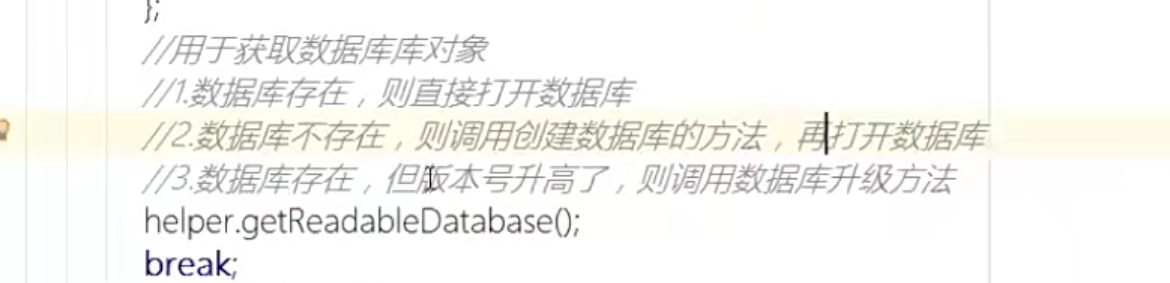 };
//用于获取数据库库对象
//1.数据库存在，则直接打开数据库
//2.数据库不存在，则调用创建数据库的方法，再打开数据库
//3.数据库存在，但版本号升高了，则调用数据库升级方法
helper.getReadableDatabase();
break;